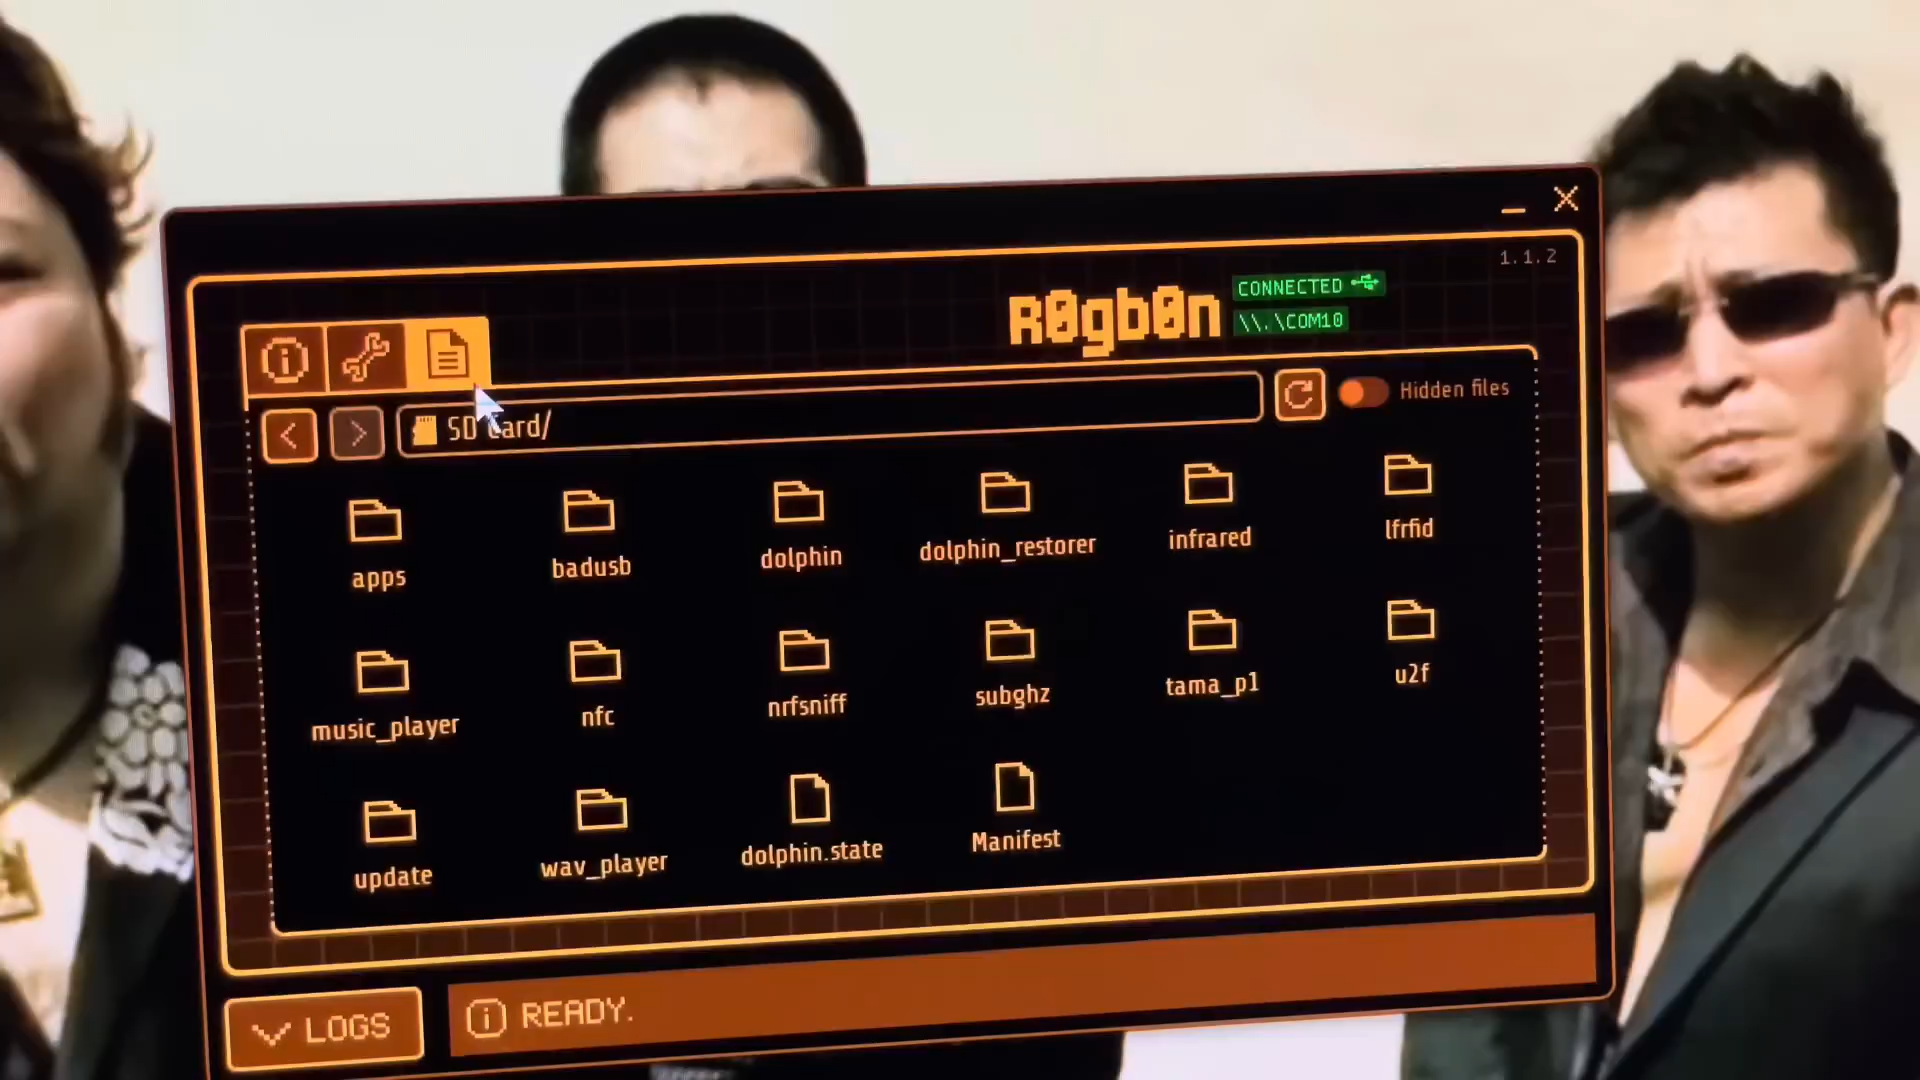 1.1.2
R0gb0n
CONNECTED
\\.\COM10
SD Card/
Hidden files
apps
badusb
dolphin
dolphin_restorer
infrared
lfrfid
music_player
nfc
nrfsniff
subghz
tama_p1
u2f
update
wav_player
dolphin.state
Manifest
LOGS
READY.